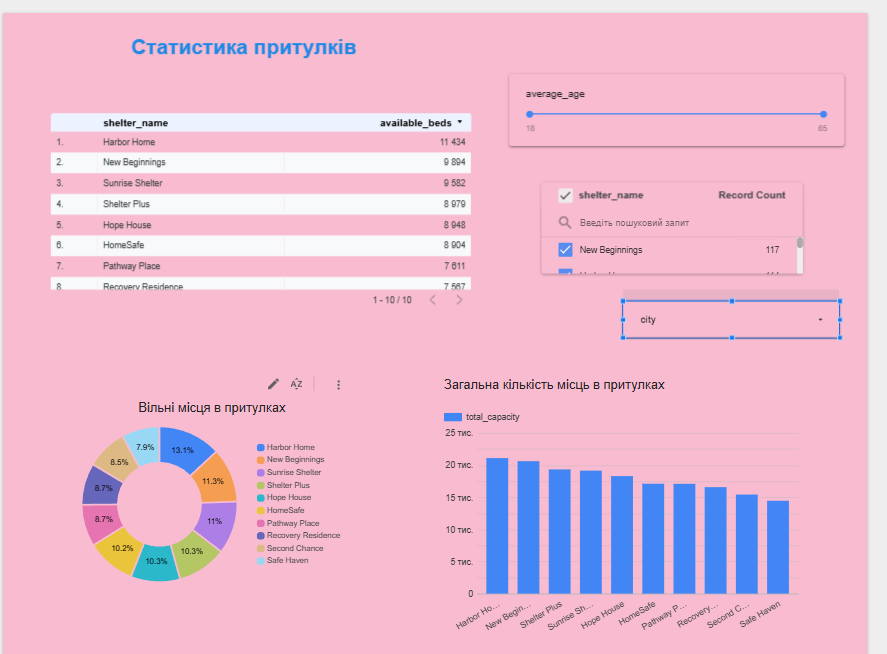 Статистика притулків
shelter_name available_beds
1. Harbor Home 11 434
2. New Beginnings 9 894
3. Sunrise Shelter 9 582
4. Shelter Plus 8 979
5. Hope House 8 948
6. HomeSafe 8 904
7. Pathway Place 7 611
8. Recovery Residence 7 567
1 - 10 / 10
average_age
18 65
shelter_name Record Count
Введіть пошуковий запит
New Beginnings 117
city
Вільні місця в притулках
13.1%
11.3%
11%
10.3%
10.3%
10.2%
8.7%
8.7%
8.5%
7.9%
Harbor Home
New Beginnings
Sunrise Shelter
Shelter Plus
Hope House
HomeSafe
Pathway Place
Recovery Residence
Second Chance
Safe Haven
Загальна кількість місць в притулках
total_capacity
25 тис.
20 тис.
15 тис.
10 тис.
5 тис.
0
Harbor Ho...
New Begin...
Shelter Plus
Sunrise Sh...
Hope House
HomeSafe
Pathway P...
Recovery...
Second C...
Safe Haven